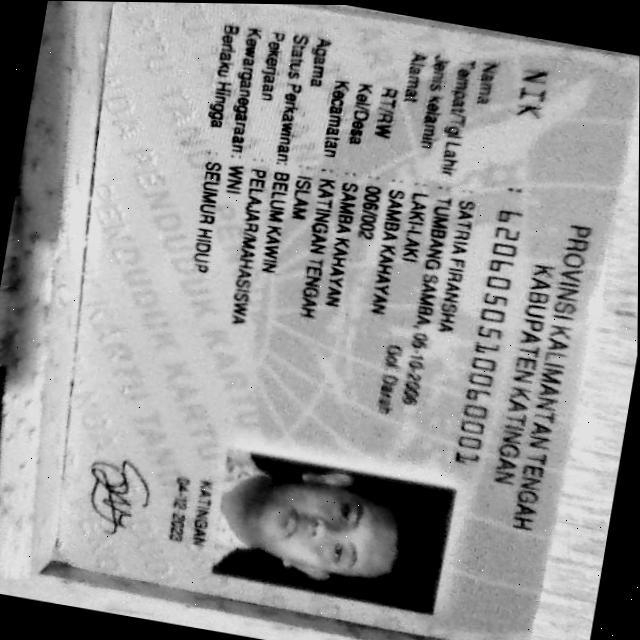 PROVINSI KALIMANTAN TENGAH
KABUPATEN KATINGAN
NIK : 6206050510060001
Nama : SATRIA FIRANSHA
Tempat/Tgl Lahir : TUMBANG SAMBA, 05-10-2006
Jenis kelamin : LAKI-LAKI Gol. Darah
Alamat : SAMBA KAHAYAN
RT/RW : 006/002
Kel/Desa : SAMBA KAHAYAN
Kecamatan : KATINGAN TENGAH
Agama : ISLAM
Status Perkawinan: BELUM KAWIN
Pekerjaan : PELAJAR/MAHASISWA
Kewarganegaraan: WNI
Berlaku Hingga : SEUMUR HIDUP
KATINGAN
04-12-2023